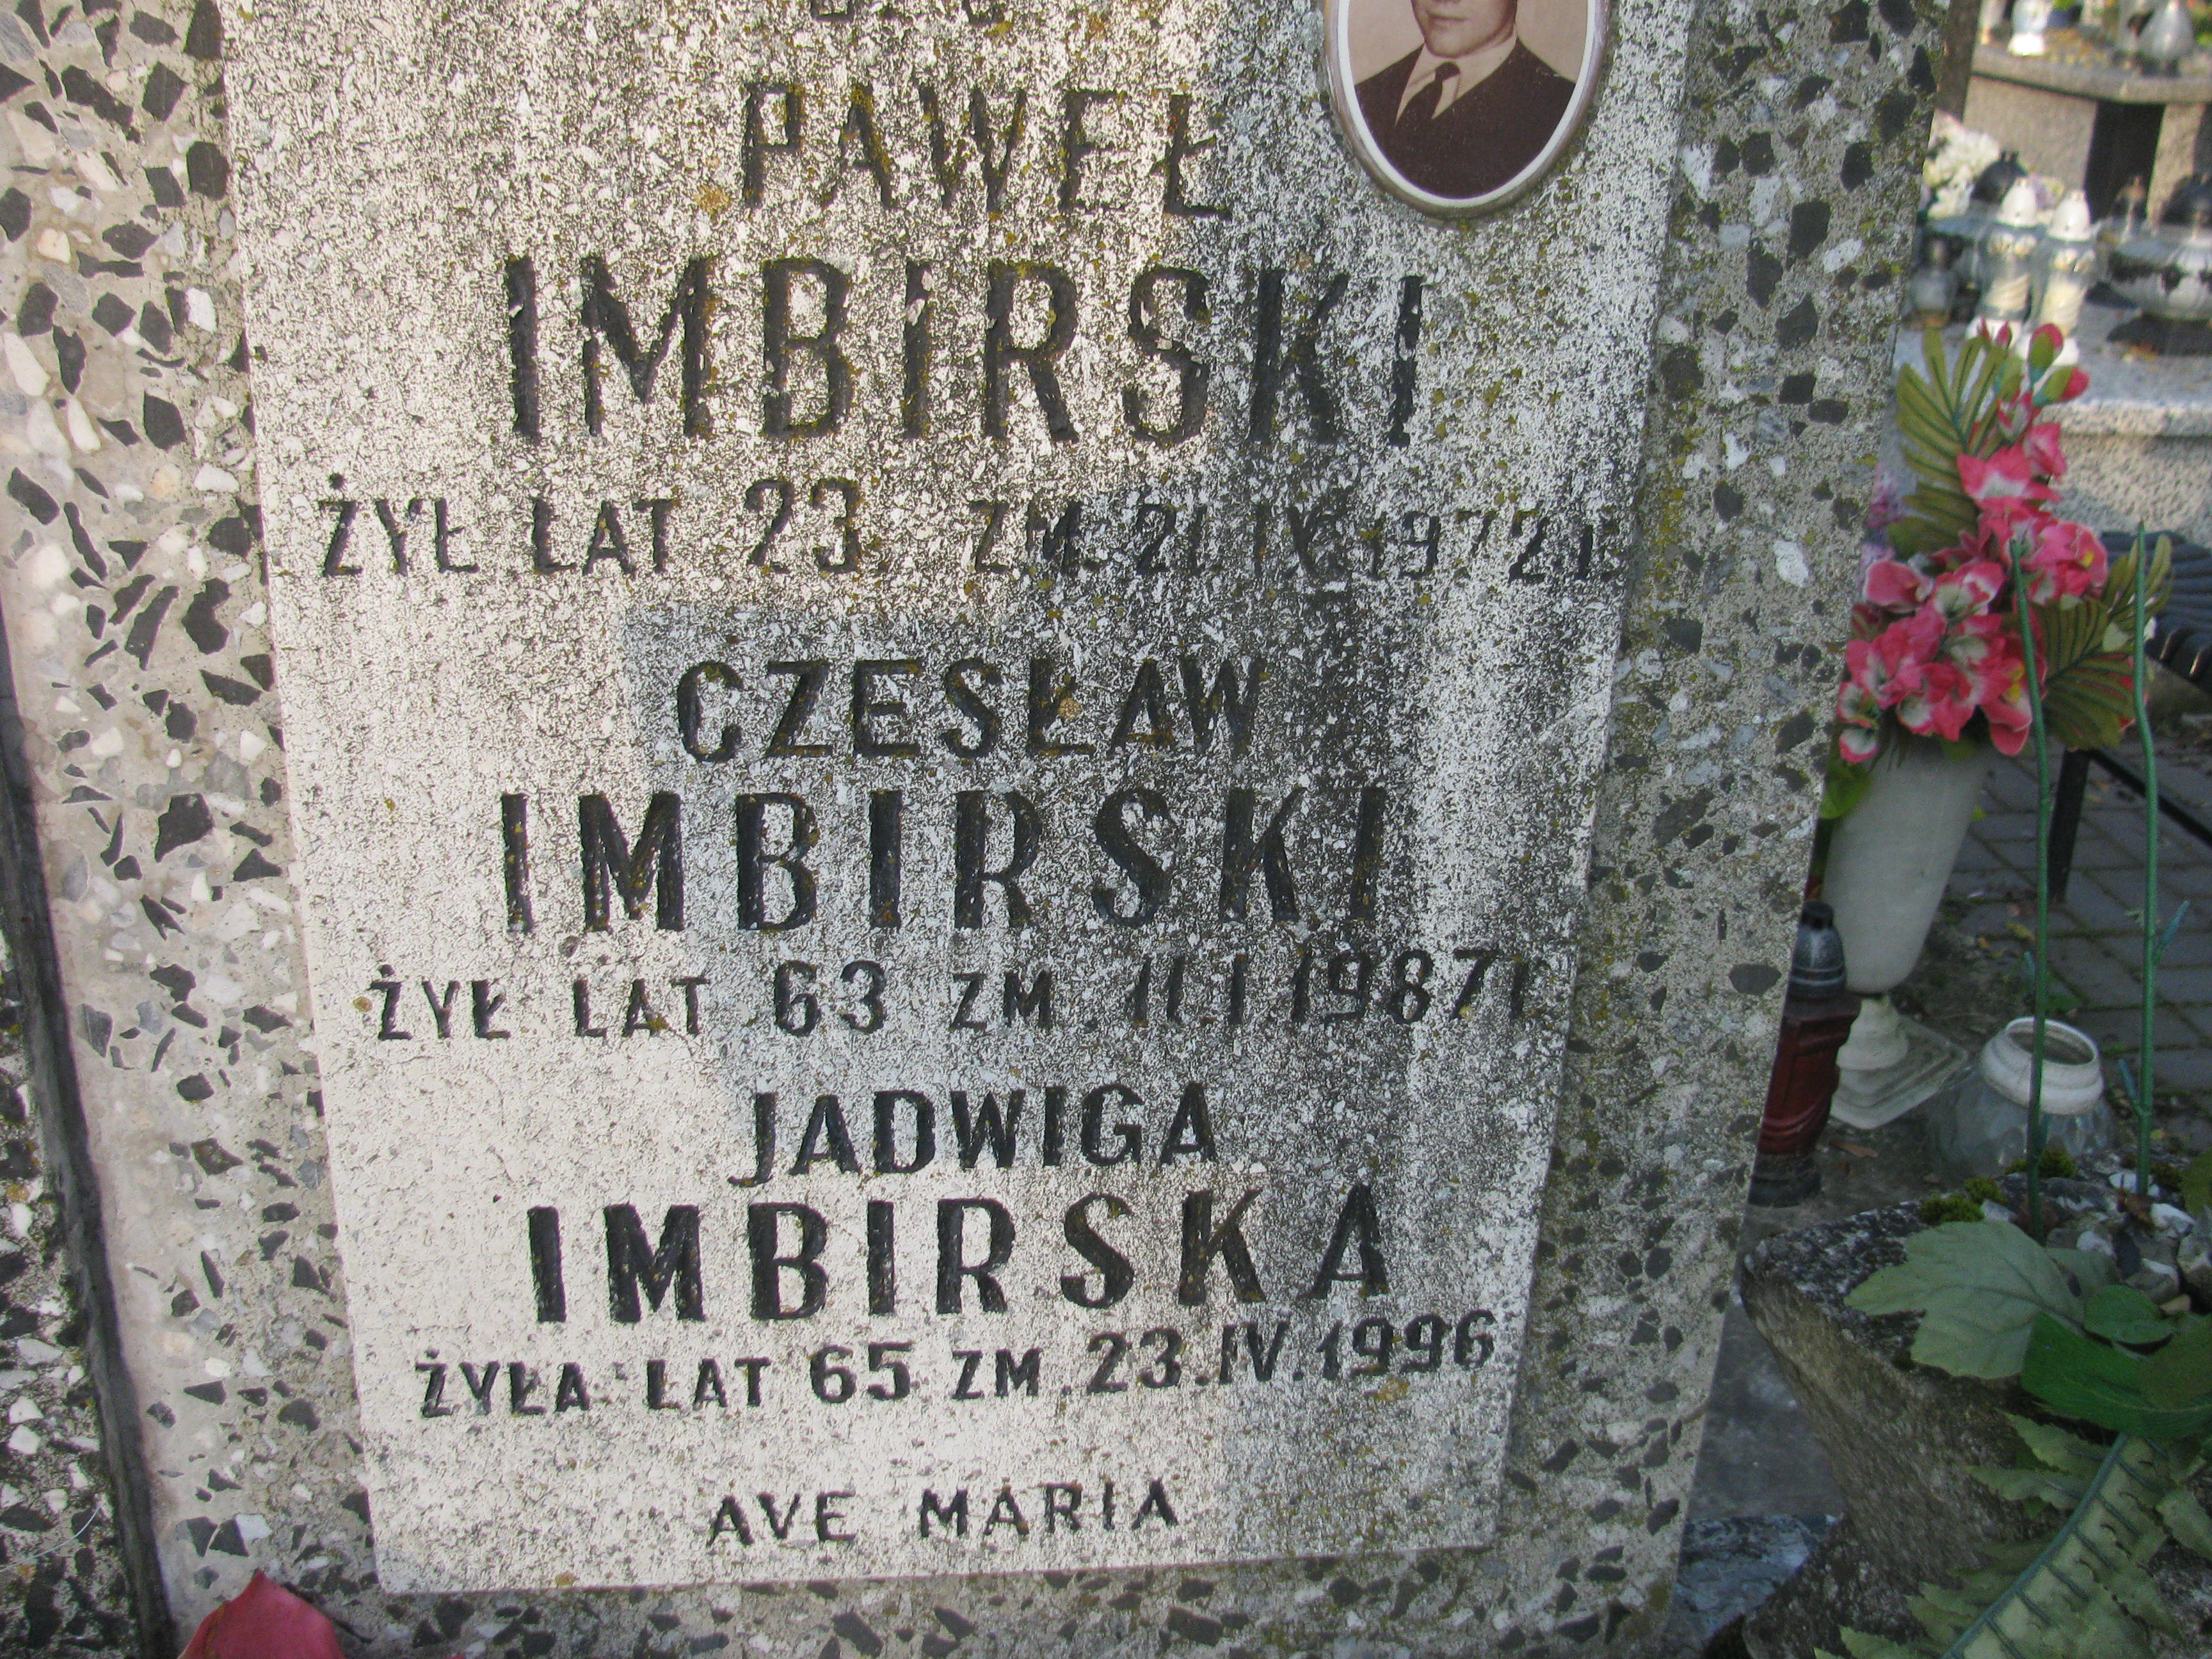 PAWEŁ
IMBIRSKI
ŻYŁ LAT 23 ZM. 21 IX 1972 r.
CZESŁAW
IMBIRSKI
ŻYŁ LAT 63 ZM. 11.I.1987 r
JADWIGA
IMBIRSKA
ŻYŁA LAT 65 ZM. 23.IV.1996
AVE MARIA